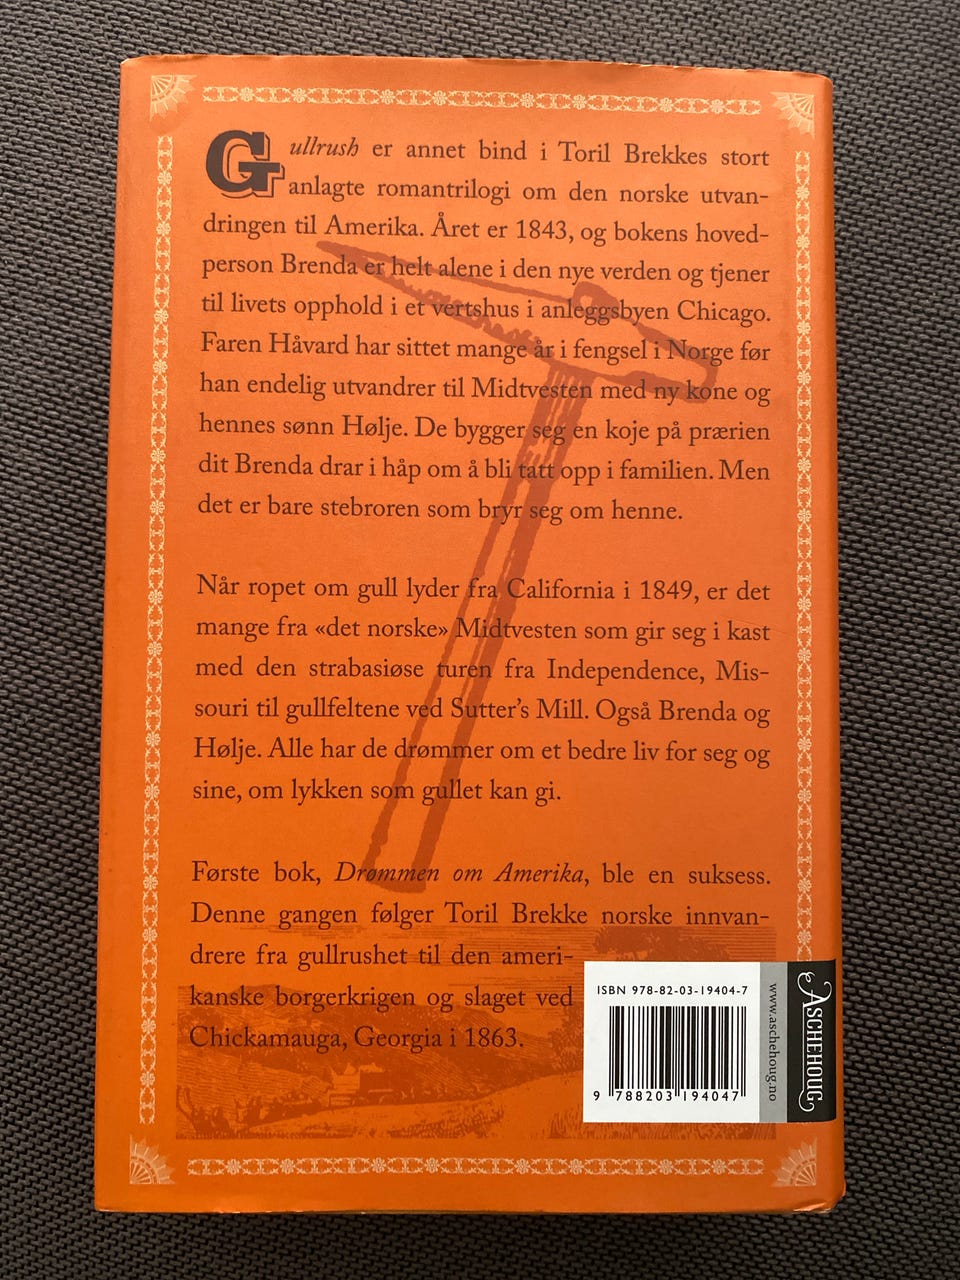 Gullrush er annet bind i Toril Brekkes stort
anlagte romantrilogi om den norske utvan-
dringen til Amerika. Året er 1843, og bokens hoved-
person Brenda er helt alene i den nye verden og tjener
til livets opphold i et vertshus i anleggsbyen Chicago.
Faren Håvard har sittet mange år i fengsel i Norge før
han endelig utvandrer til Midtvesten med ny kone og
hennes sønn Hølje. De bygger seg en koje på prærien
dit Brenda drar i håp om å bli tatt opp i familien. Men
det er bare stebroren som bryr seg om henne.
Når ropet om gull lyder fra California i 1849, er det
mange fra «det norske» Midtvesten som gir seg i kast
med den strabasiøse turen fra Independence, Mis-
souri til gullfeltene ved Sutter's Mill. Også Brenda og
Hølje. Alle har de drømmer om et bedre liv for seg og
sine, om lykken som gullet kan gi.
Første bok, Drømmen om Amerika, ble en suksess.
Denne gangen følger Toril Brekke norske innvan-
drere fra gullrushet til den ameri-
kanske borgerkrigen og slaget ved
Chickamauga, Georgia i 1863.
ISBN 978-82-03-19404-7
9 788203 194047
www.aschehoug.no
ASCHEHOUG